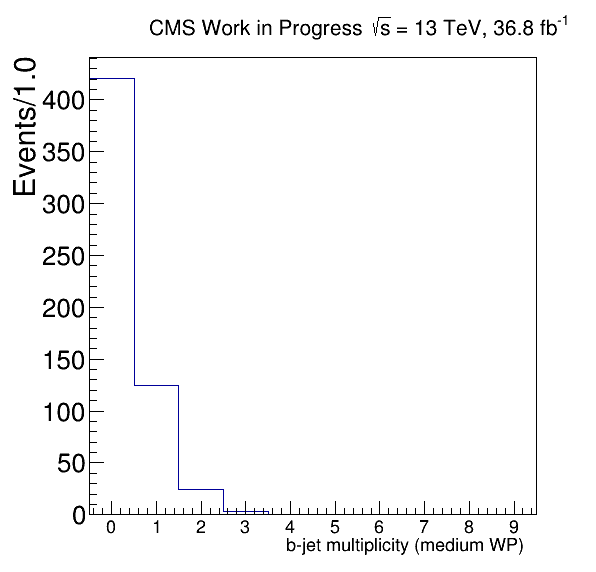 CMS Work in Progress √s = 13 TeV, 36.8 fb⁻¹
Events/1.0
400
350
300
250
200
150
100
50
0
0 1 2 3 4 5 6 7 8 9
b-jet multiplicity (medium WP)